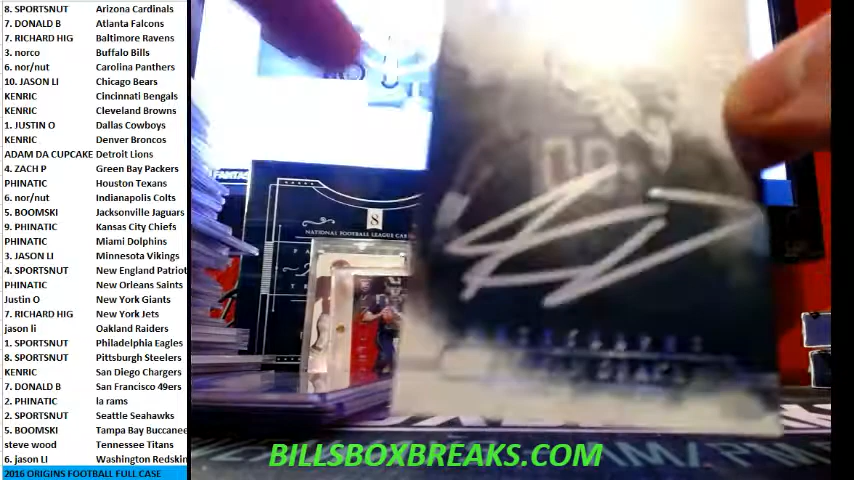 8. SPORTSNUT Arizona Cardinals
7. DONALD B Atlanta Falcons
7. RICHARD HIG Baltimore Ravens
3. norco Buffalo Bills
6. nor/nut Carolina Panthers
10. JASON LI Chicago Bears
KENRIC Cincinnati Bengals
KENRIC Cleveland Browns
1. JUSTIN O Dallas Cowboys
KENRIC Denver Broncos
ADAM DA CUPCAKE Detroit Lions
4. ZACH P Green Bay Packers
PHINATIC Houston Texans
6. nor/nut Indianapolis Colts
5. BOOMSKI Jacksonville Jaguars
9. PHINATIC Kansas City Chiefs
PHINATIC Miami Dolphins
3. JASON LI Minnesota Vikings
4. SPORTSNUT New England Patriot
PHINATIC New Orleans Saints
Justin O New York Giants
7. RICHARD HIG New York Jets
jason li Oakland Raiders
1. SPORTSNUT Philadelphia Eagles
8. SPORTSNUT Pittsburgh Steelers
KENRIC San Diego Chargers
7. DONALD B San Francisco 49ers
2. PHINATIC la rams
2. SPORTSNUT Seattle Seahawks
5. BOOMSKI Tampa Bay Buccanee
steve wood Tennessee Titans
6. jason Li Washington Redskin
2016 ORIGINS FOOTBALL FULL CASE
8
NATIONAL FOOTBALL LEAGUE
BILLSBOXBREAKS.COM